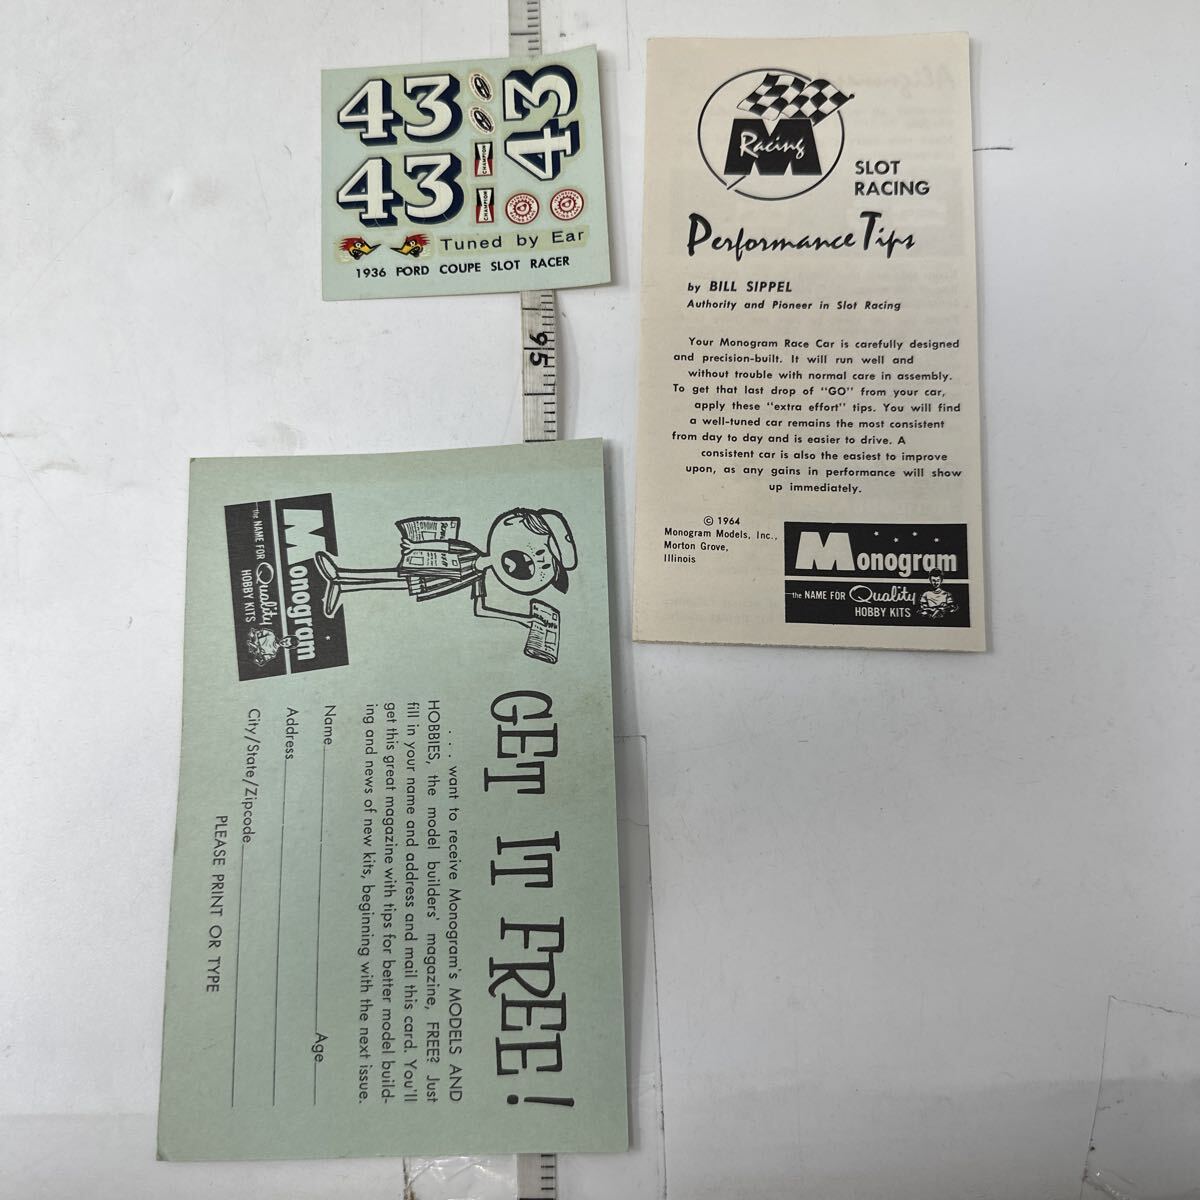 43
43
43
CHAMPION
CHAMPION
Tuned by Ear
1936 FORD COUPE SLOT RACER
95
M
Racing
SLOT
RACING
Performance Tips
by BILL SIPPEL
Authority and Pioneer in Slot Racing
Your Monogram Race Car is carefully designed
and precision-built. It will run well and
without trouble with normal care in assembly.
To get that last drop of "GO" from your car,
apply these "extra effort" tips. You will find
a well-tuned car remains the most consistent
from day to day and is easier to drive. A
consistent car is also the easiest to improve
upon, as any gains in performance will show
up immediately.
© 1964
Monogram Models, Inc.,
Morton Grove,
Illinois
Monogram
the NAME FOR Quality
HOBBY KITS
Monogram
the NAME FOR Quality
HOBBY KITS
GET IT FREE!
. . . want to receive Monogram's MODELS AND
HOBBIES, the model builders' magazine, FREE? Just
fill in your name and address and mail this card. You'll
get this great magazine with tips for better model build-
ing and news of new kits, beginning with the next issue.
Name Age
Address
City/State/Zipcode
PLEASE PRINT OR TYPE